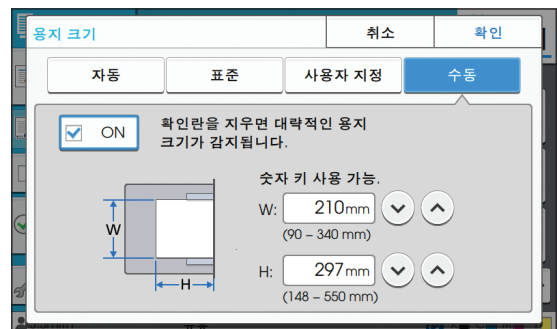 용지 크기
취소
확인
자동
표준
사용자 지정
수동
ON
확인란을 지우면 대략적인 용지
크기가 감지됩니다.
숫자 키 사용 가능.
W: 210mm
(90 – 340 mm)
H: 297mm
(148 – 550 mm)
W
H